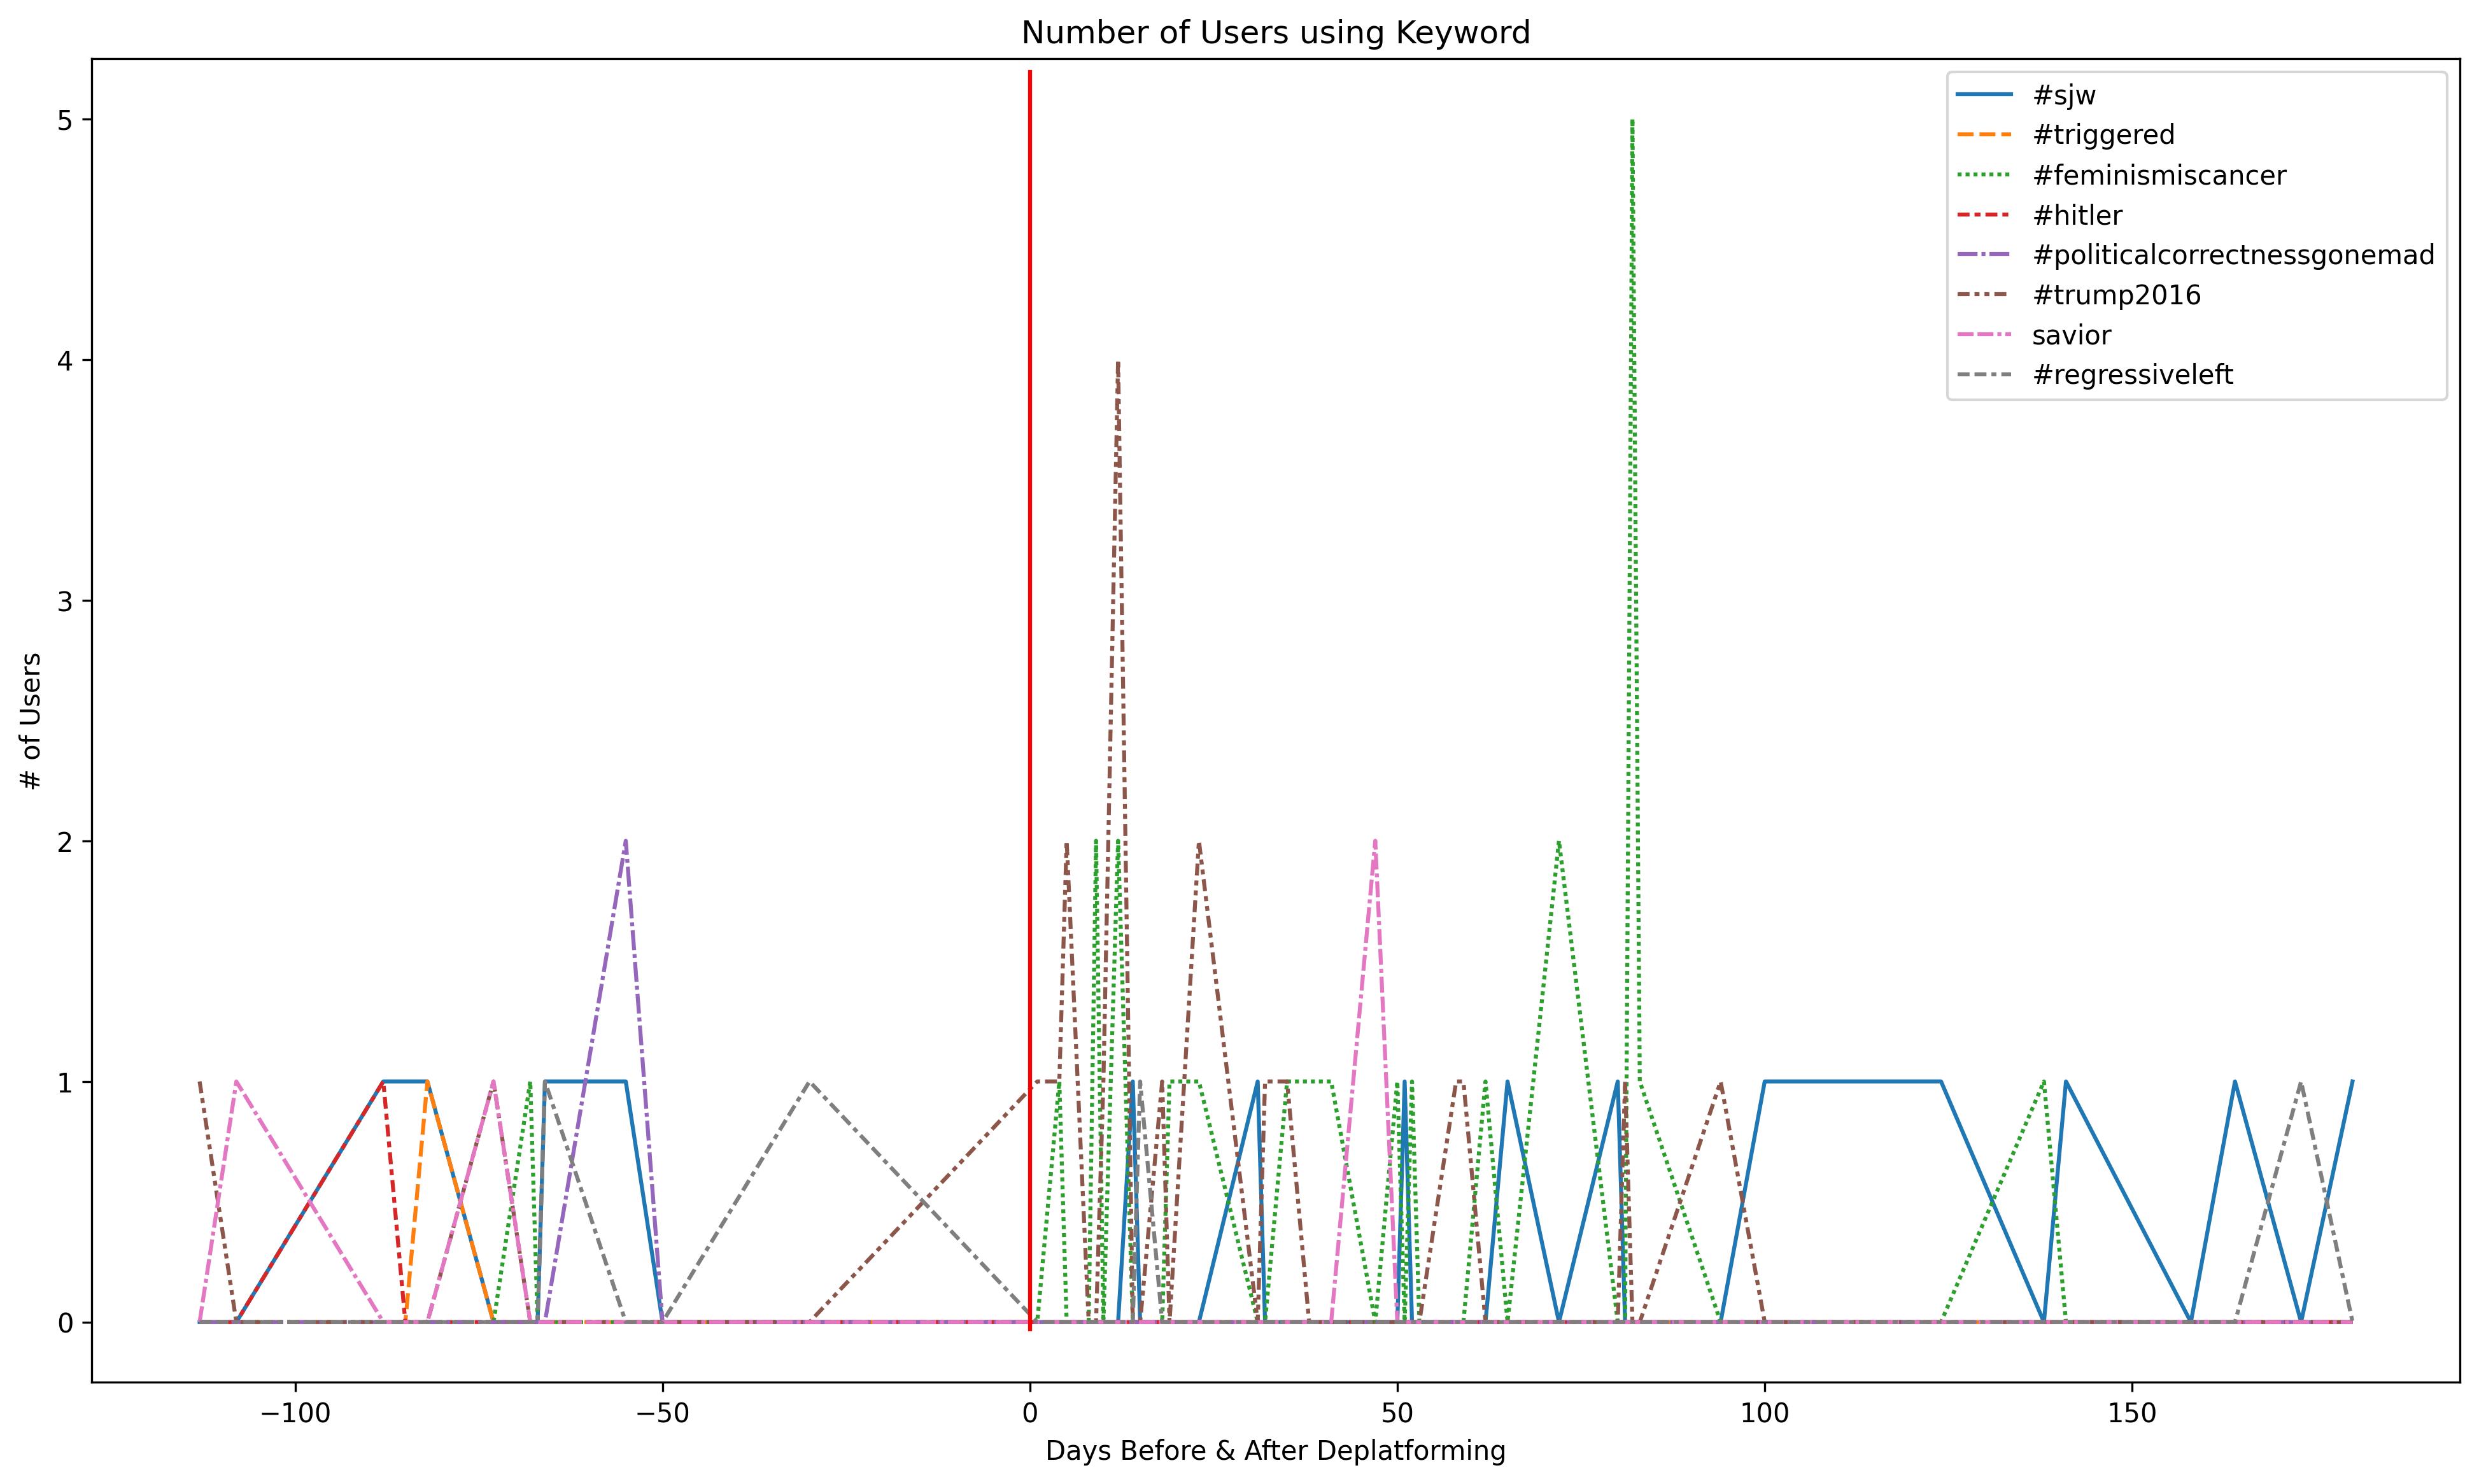 Number of Users using Keyword
5
4
3
2
1
0
# of Users
#sjw
#triggered
#feminismiscancer
#hitler
#politicalcorrectnessgonemad
#trump2016
savior
#regressiveleft
−100
−50
0
50
100
150
Days Before & After Deplatforming